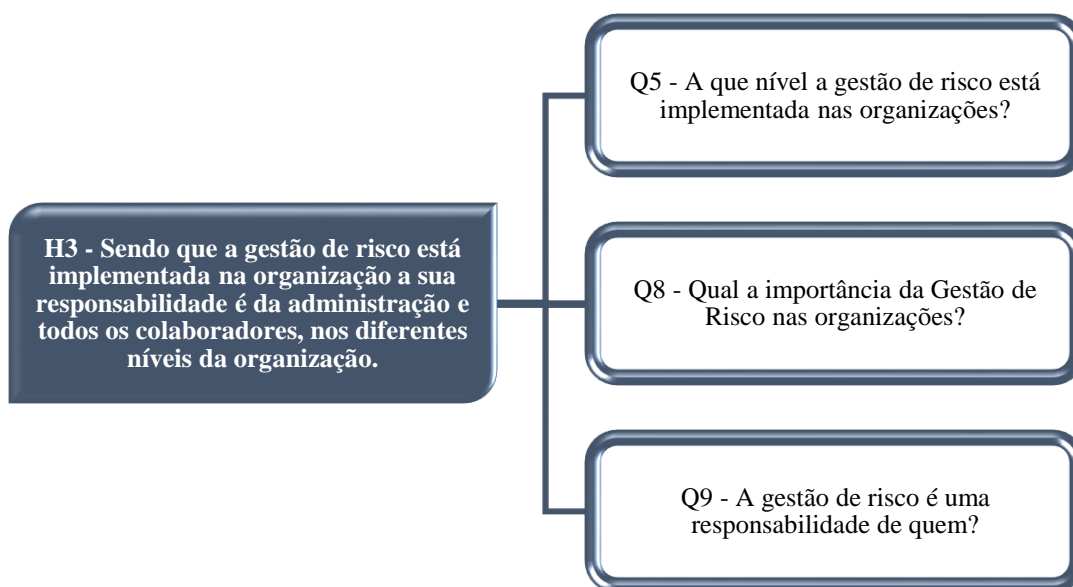 H3 - Sendo que a gestão de risco está
implementada na organização a sua
responsabilidade é da administração e
todos os colaboradores, nos diferentes
níveis da organização.
Q5 - A que nível a gestão de risco está
implementada nas organizações?
Q8 - Qual a importância da Gestão de
Risco nas organizações?
Q9 - A gestão de risco é uma
responsabilidade de quem?